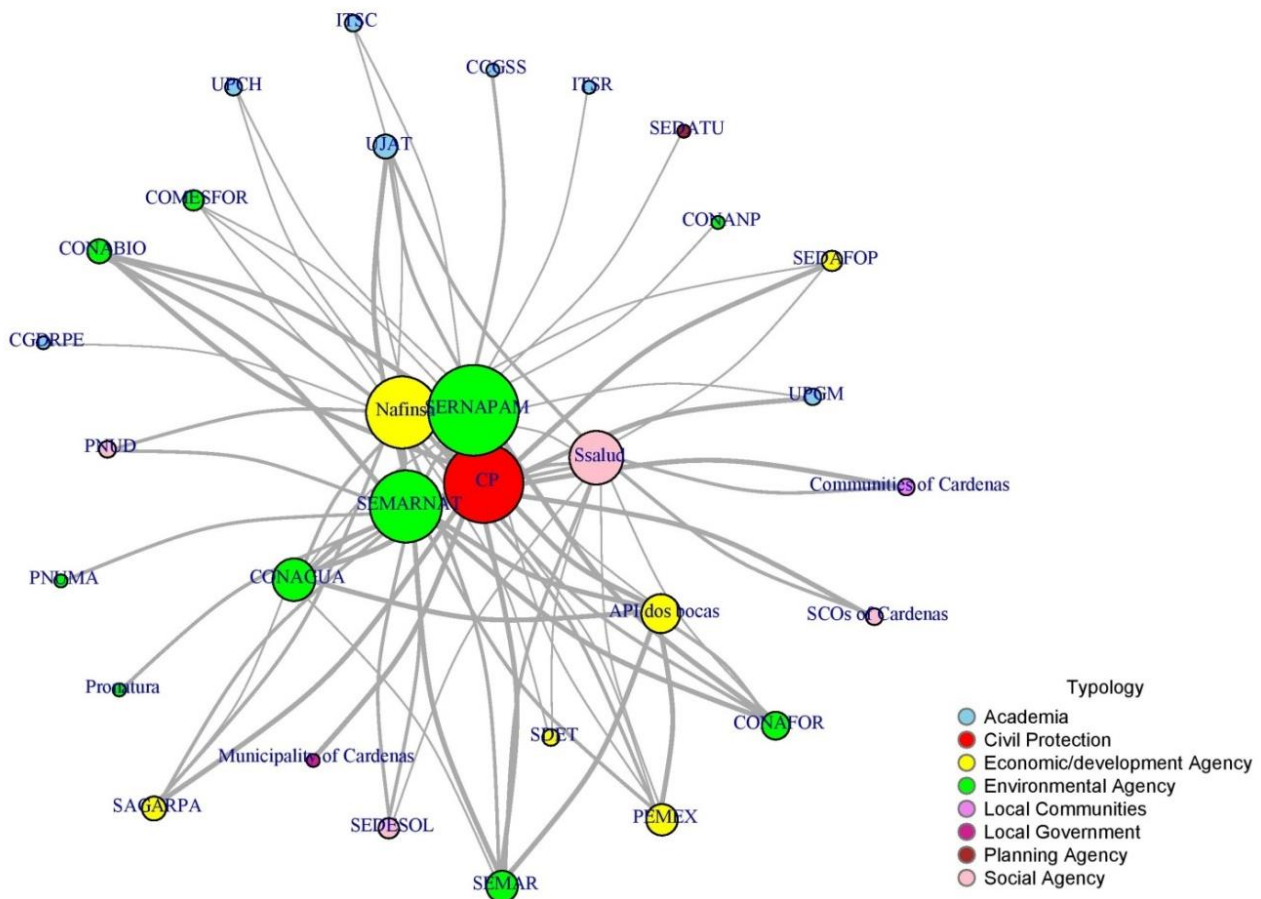 ITSC
CCGSS
UPCH
ITSR
SEDATU
UJAT
COMESFOR
CONANP
CONABIO
SEDAFOP
CGDRPE
UPGM
Nafinsa
SERNAPAM
PNUD
Ssalud
CP
Communities of Cardenas
SEMARNAT
PNUMA
CONAGUA
API dos bocas
SCOs of Cardenas
Pronatura
CONAFOR
SDET
Municipality of Cardenas
SAGARPA
SEDESOL
PEMEX
SEMAR
Typology
Academia
Civil Protection
Economic/development Agency
Environmental Agency
Local Communities
Local Government
Planning Agency
Social Agency